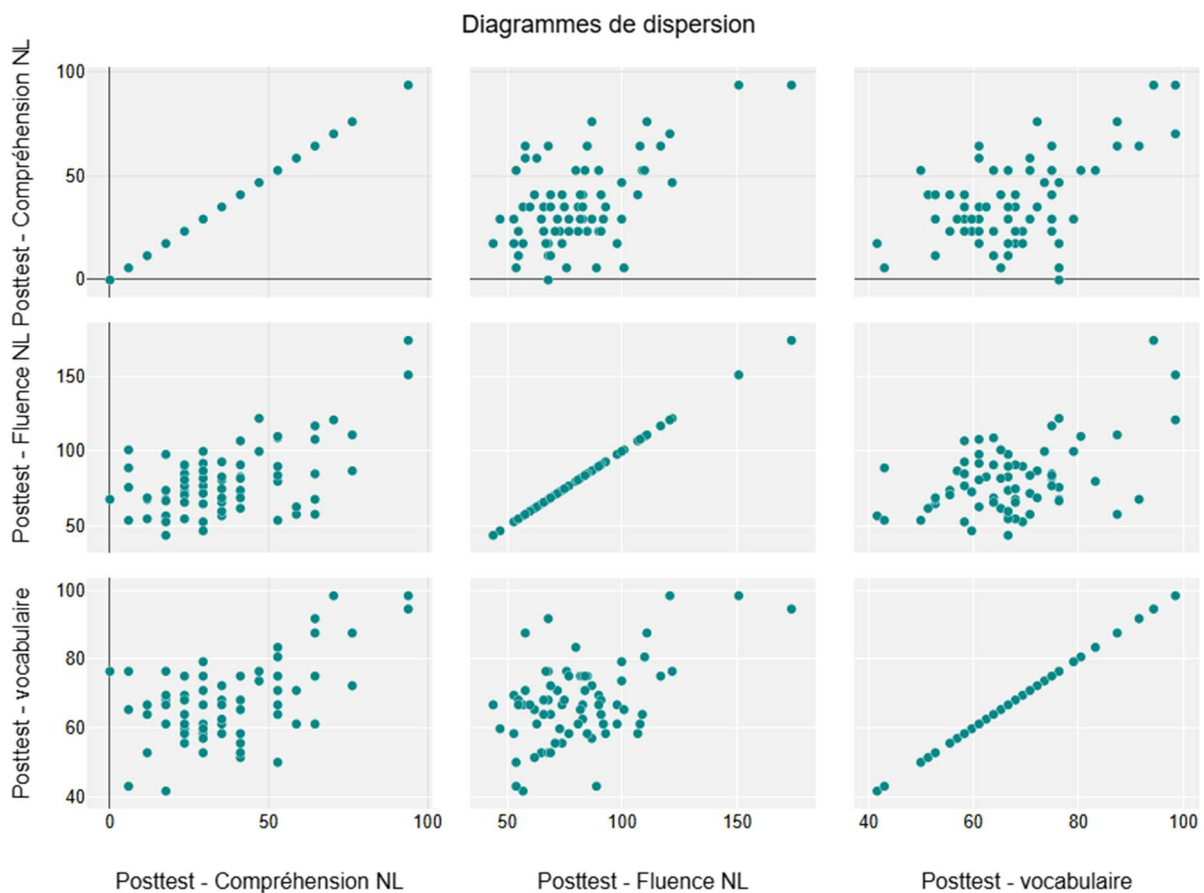 Diagrammes de dispersion
Posttest - Compréhension NL
100
50
0
Posttest - Fluence NL
150
100
50
Posttest - vocabulaire
100
80
60
40
0 50 100
50 100 150
40 60 80 100
Posttest - Compréhension NL
Posttest - Fluence NL
Posttest - vocabulaire